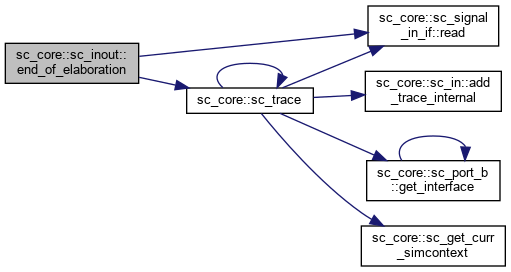 sc_core::sc_inout::
end_of_elaboration
sc_core::sc_signal
_in_if::read
sc_core::sc_trace
sc_core::sc_in::add
_trace_internal
sc_core::sc_port_b
::get_interface
sc_core::sc_get_curr
_simcontext